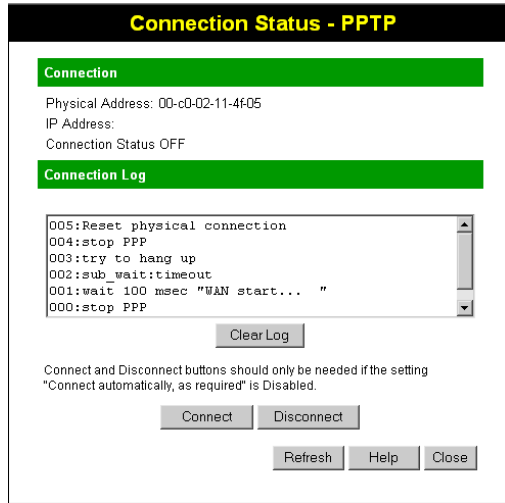 Connection Status - PPTP
Connection
Physical Address: 00-c0-02-11-4f-05
IP Address:
Connection Status OFF
Connection Log
005:Reset physical connection
004:stop PPP
003:try to hang up
002:sub_wait:timeout
001:wait 100 msec "WAN start...  "
000:stop PPP
Clear Log
Connect and Disconnect buttons should only be needed if the setting
"Connect automatically, as required" is Disabled.
Connect Disconnect
Refresh Help Close